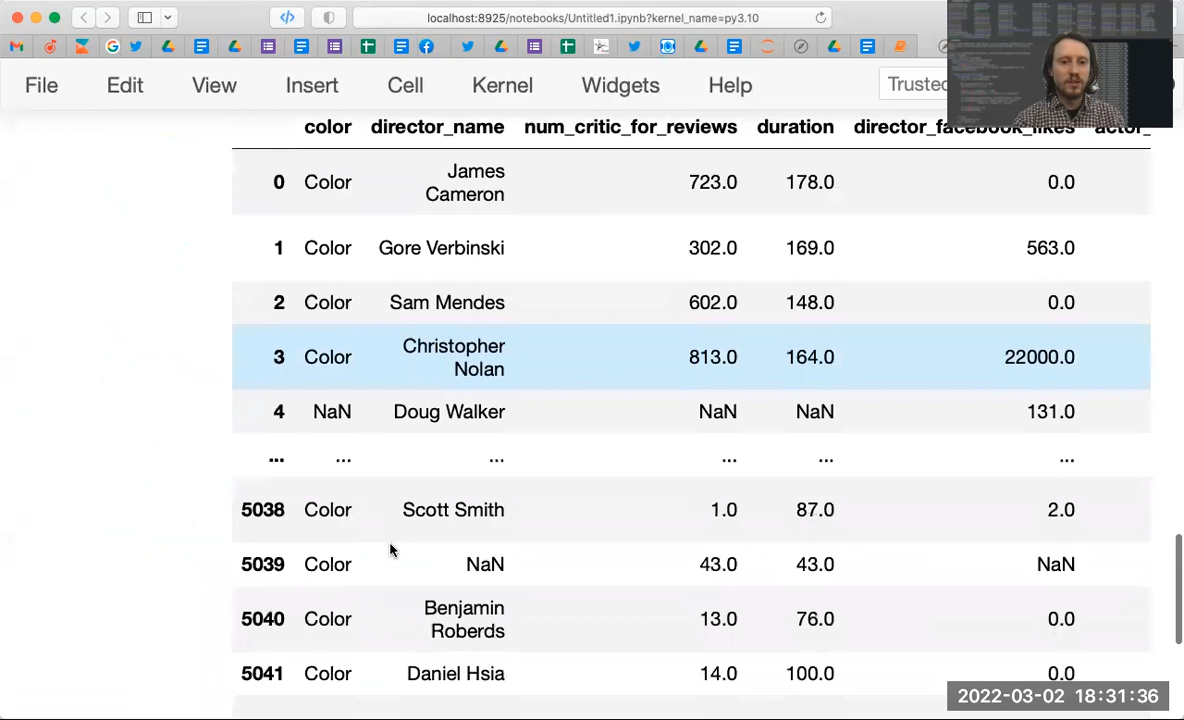 localhost:8925/notebooks/Untitled1.ipynb?kernel_name=py3.10
File Edit View Insert Cell Kernel Widgets Help Trusted
color director_name num_critic_for_reviews duration director_facebook_likes actor_
0 Color James Cameron 723.0 178.0 0.0
1 Color Gore Verbinski 302.0 169.0 563.0
2 Color Sam Mendes 602.0 148.0 0.0
3 Color Christopher Nolan 813.0 164.0 22000.0
4 NaN Doug Walker NaN NaN 131.0
... ... ... ... ... ...
5038 Color Scott Smith 1.0 87.0 2.0
5039 Color NaN 43.0 43.0 NaN
5040 Color Benjamin Roberds 13.0 76.0 0.0
5041 Color Daniel Hsia 14.0 100.0 0.0
2022-03-02 18:31:36